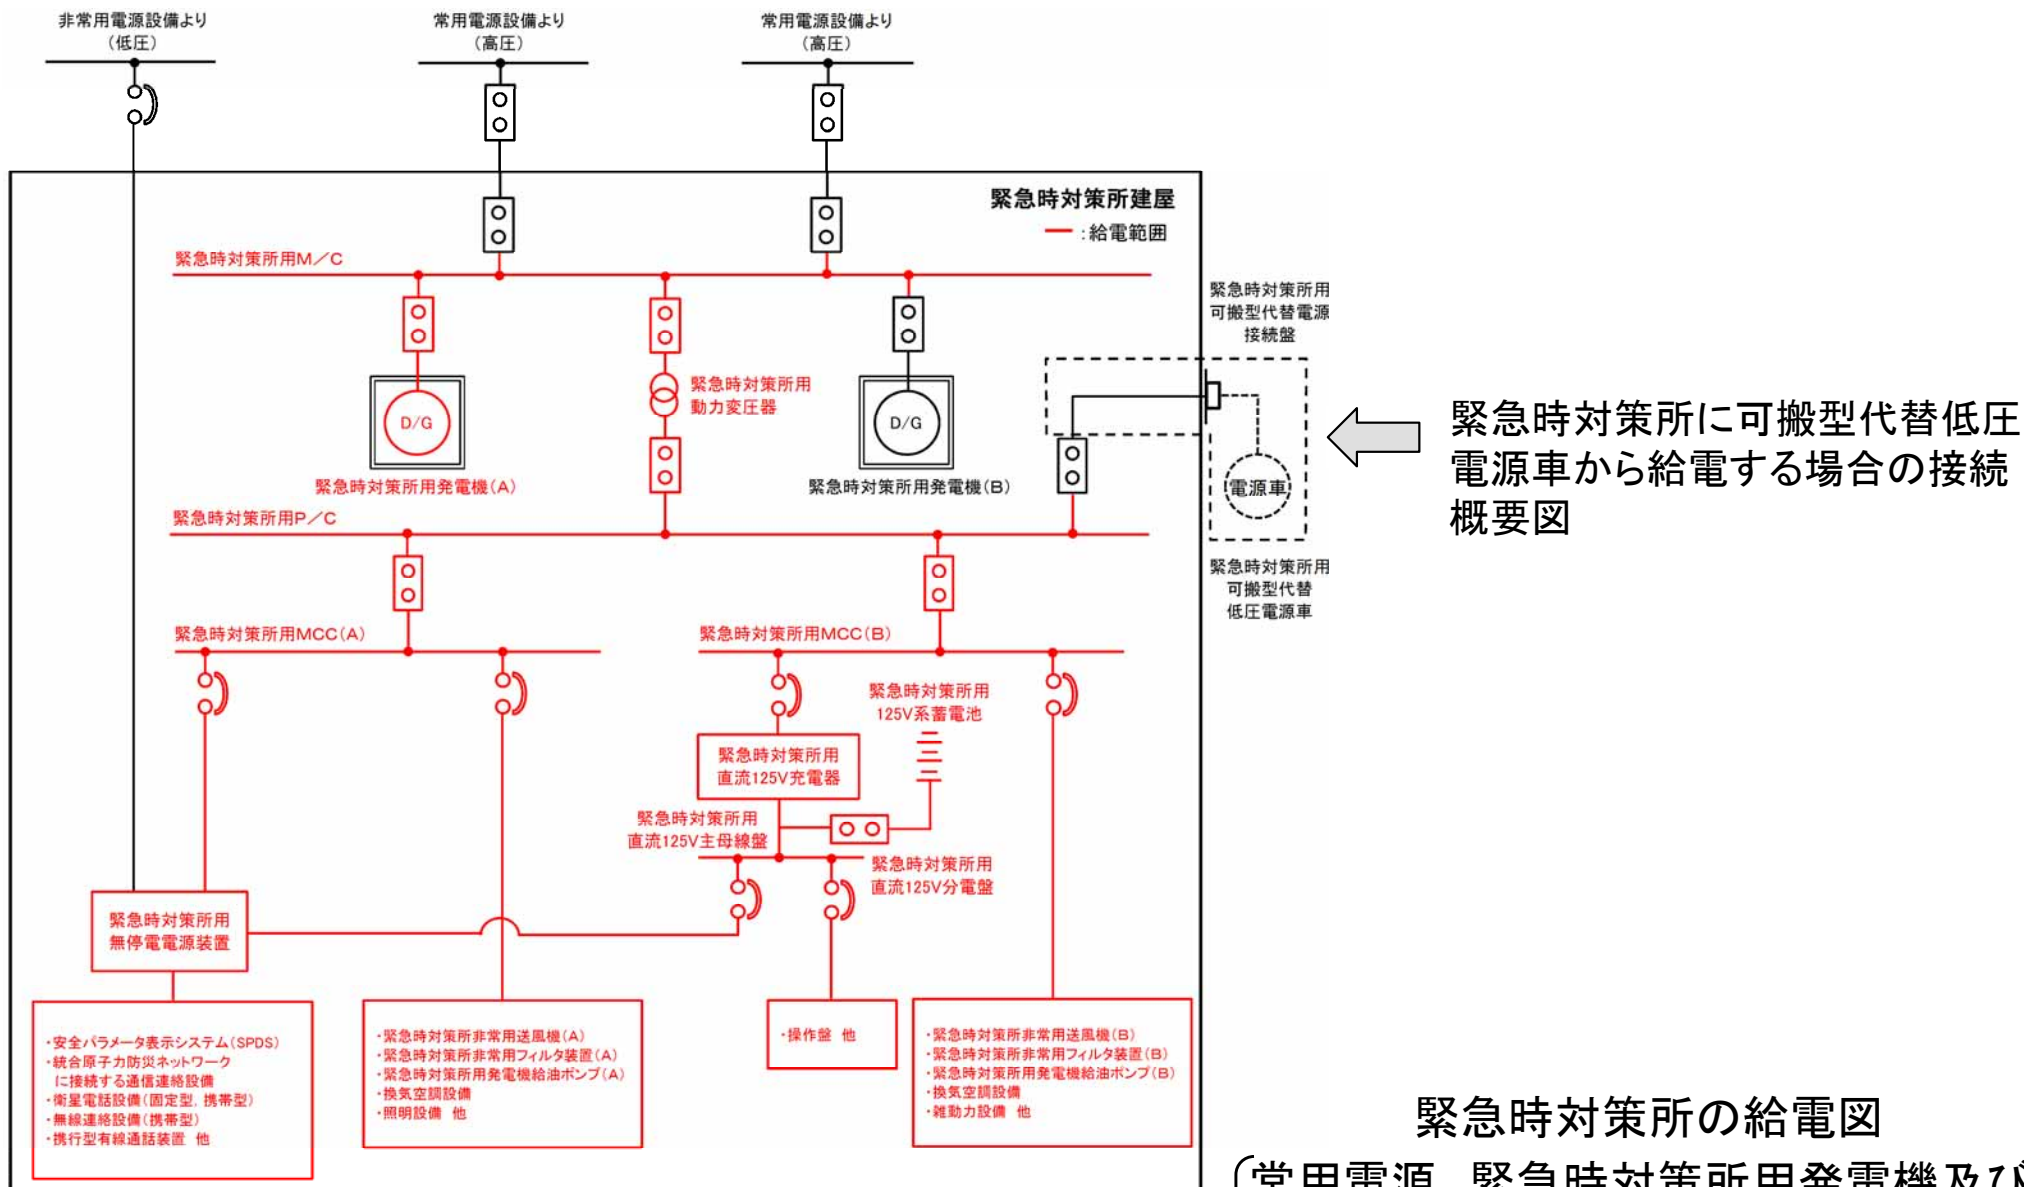 非常用電源設備より
（低圧）
常用電源設備より
（高圧）
常用電源設備より
（高圧）
緊急時対策所建屋
：給電範囲
緊急時対策所用M／C
緊急時対策所用
可搬型代替電源
接続盤
緊急時対策所用
動力変圧器
D/G
D/G
緊急時対策所用発電機（A）
緊急時対策所用発電機（B）
電源車
緊急時対策所に可搬型代替低圧
電源車から給電する場合の接続
概要図
緊急時対策所用P／C
緊急時対策所用
可搬型代替
低圧電源車
緊急時対策所用MCC（A）
緊急時対策所用MCC（B）
緊急時対策所用
125V系蓄電池
緊急時対策所用
直流125V充電器
緊急時対策所用
直流125V主母線盤
緊急時対策所用
直流125V分電盤
緊急時対策所用
無停電電源装置
・安全パラメータ表示システム（SPDS）
・統合原子力防災ネットワーク
に接続する通信連絡設備
・衛星電話設備（固定型，携帯型）
・無線連絡設備（携帯型）
・携行型有線通話装置　他
・緊急時対策所非常用送風機（A）
・緊急時対策所非常用フィルタ装置（A）
・緊急時対策所用発電機給油ポンプ（A）
・換気空調設備
・照明設備　他
・操作盤　他
・緊急時対策所非常用送風機（B）
・緊急時対策所非常用フィルタ装置（B）
・緊急時対策所用発電機給油ポンプ（B）
・換気空調設備
・雑動力設備　他
緊急時対策所の給電図
（常用電源，緊急時対策所用発電機及び